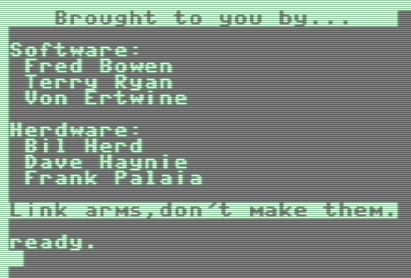 Brought to you by...
Software:
Fred Bowen
Terry Ryan
Von Ertwine
Herdware:
Bil Herd
Dave Haynie
Frank Palaia
Link arms,don't make them.
ready.